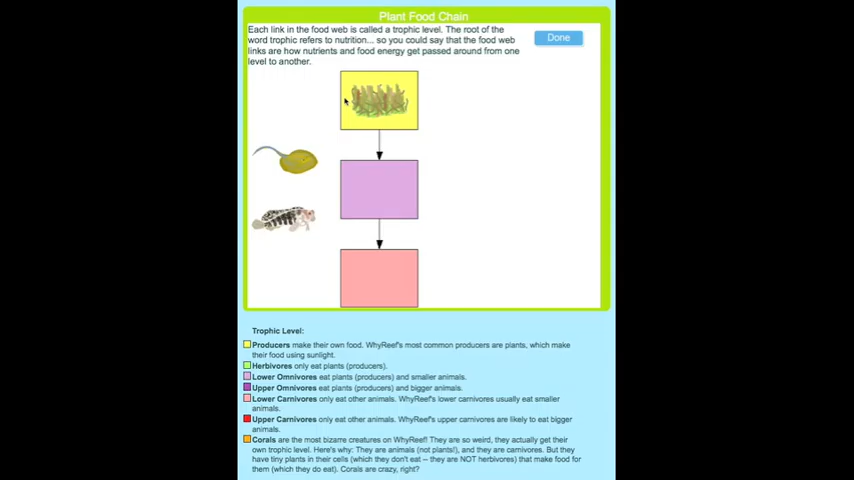 Plant Food Chain
Each link in the food web is called a trophic level. The root of the
word trophic refers to nutrition... so you could say that the food web
links are how nutrients and food energy get passed around from one
level to another.
Done
Trophic Level:
Producers make their own food. WhyReef's most common producers are plants, which make
their food using sunlight.
Herbivores only eat plants (producers).
Lower Omnivores eat plants (producers) and smaller animals.
Upper Omnivores eat plants (producers) and bigger animals.
Lower Carnivores only eat other animals. WhyReef's lower carnivores usually eat smaller
animals.
Upper Carnivores only eat other animals. WhyReef's upper carnivores are likely to eat bigger
animals.
Corals are the most bizarre creatures on WhyReef! They are so weird, they actually get their
own trophic level. Here's why: They are animals (not plants!), and they are carnivores. But they
have tiny plants in their cells (which they don't eat -- they are NOT herbivores) that make food for
them (which they do eat). Corals are crazy, right?